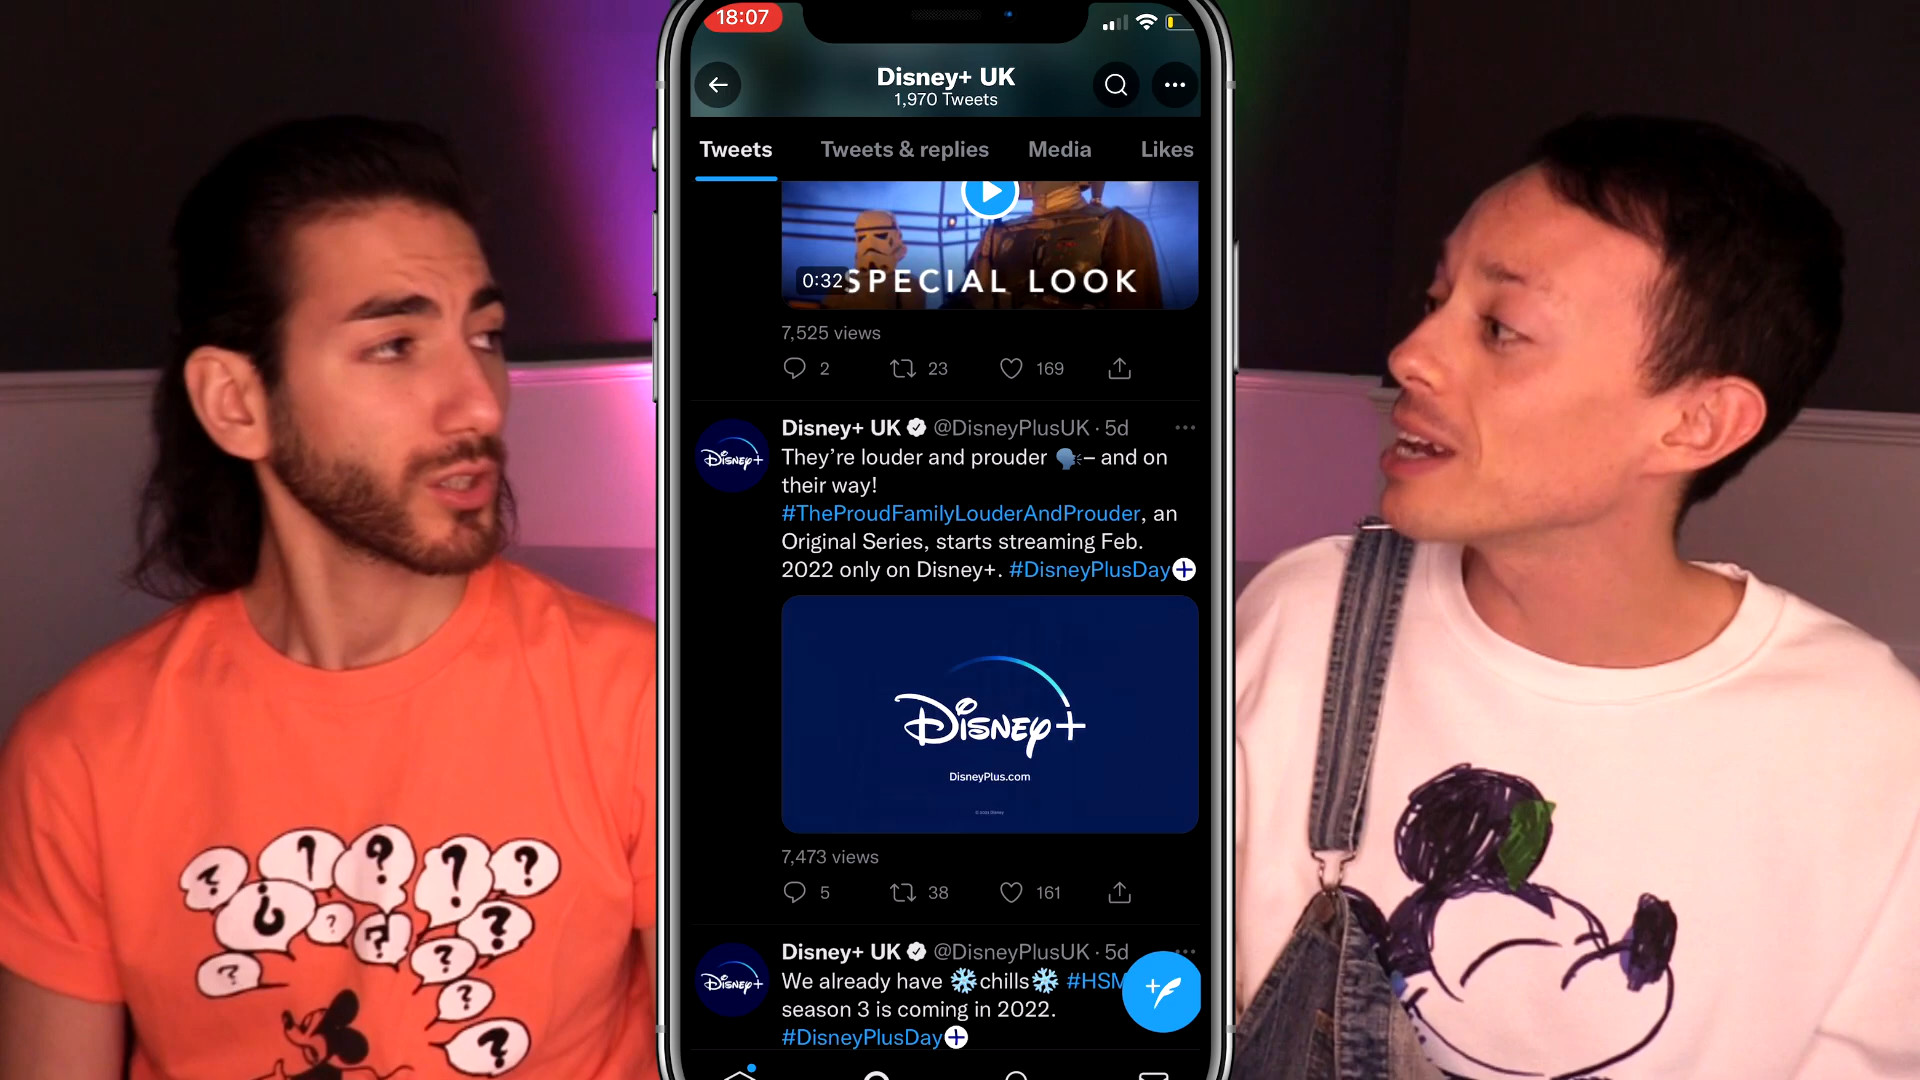 18:07
Disney+ UK
1,970 Tweets
Tweets
Tweets & replies
Media
Likes
0:32
SPECIAL LOOK
7,525 views
2
23
169
Disney+
Disney+ UK @DisneyPlusUK · 5d
They’re louder and prouder 🗣– and on
their way!
#TheProudFamilyLouderAndProuder, an
Original Series, starts streaming Feb.
2022 only on Disney+. #DisneyPlusDay
Disney+
DisneyPlus.com
7,473 views
5
38
161
Disney+
Disney+ UK @DisneyPlusUK · 5d
We already have ❄chills❄ #HSM
season 3 is coming in 2022.
#DisneyPlusDay
? ? ? ? ?
? ? ? ?
? ? ?
?